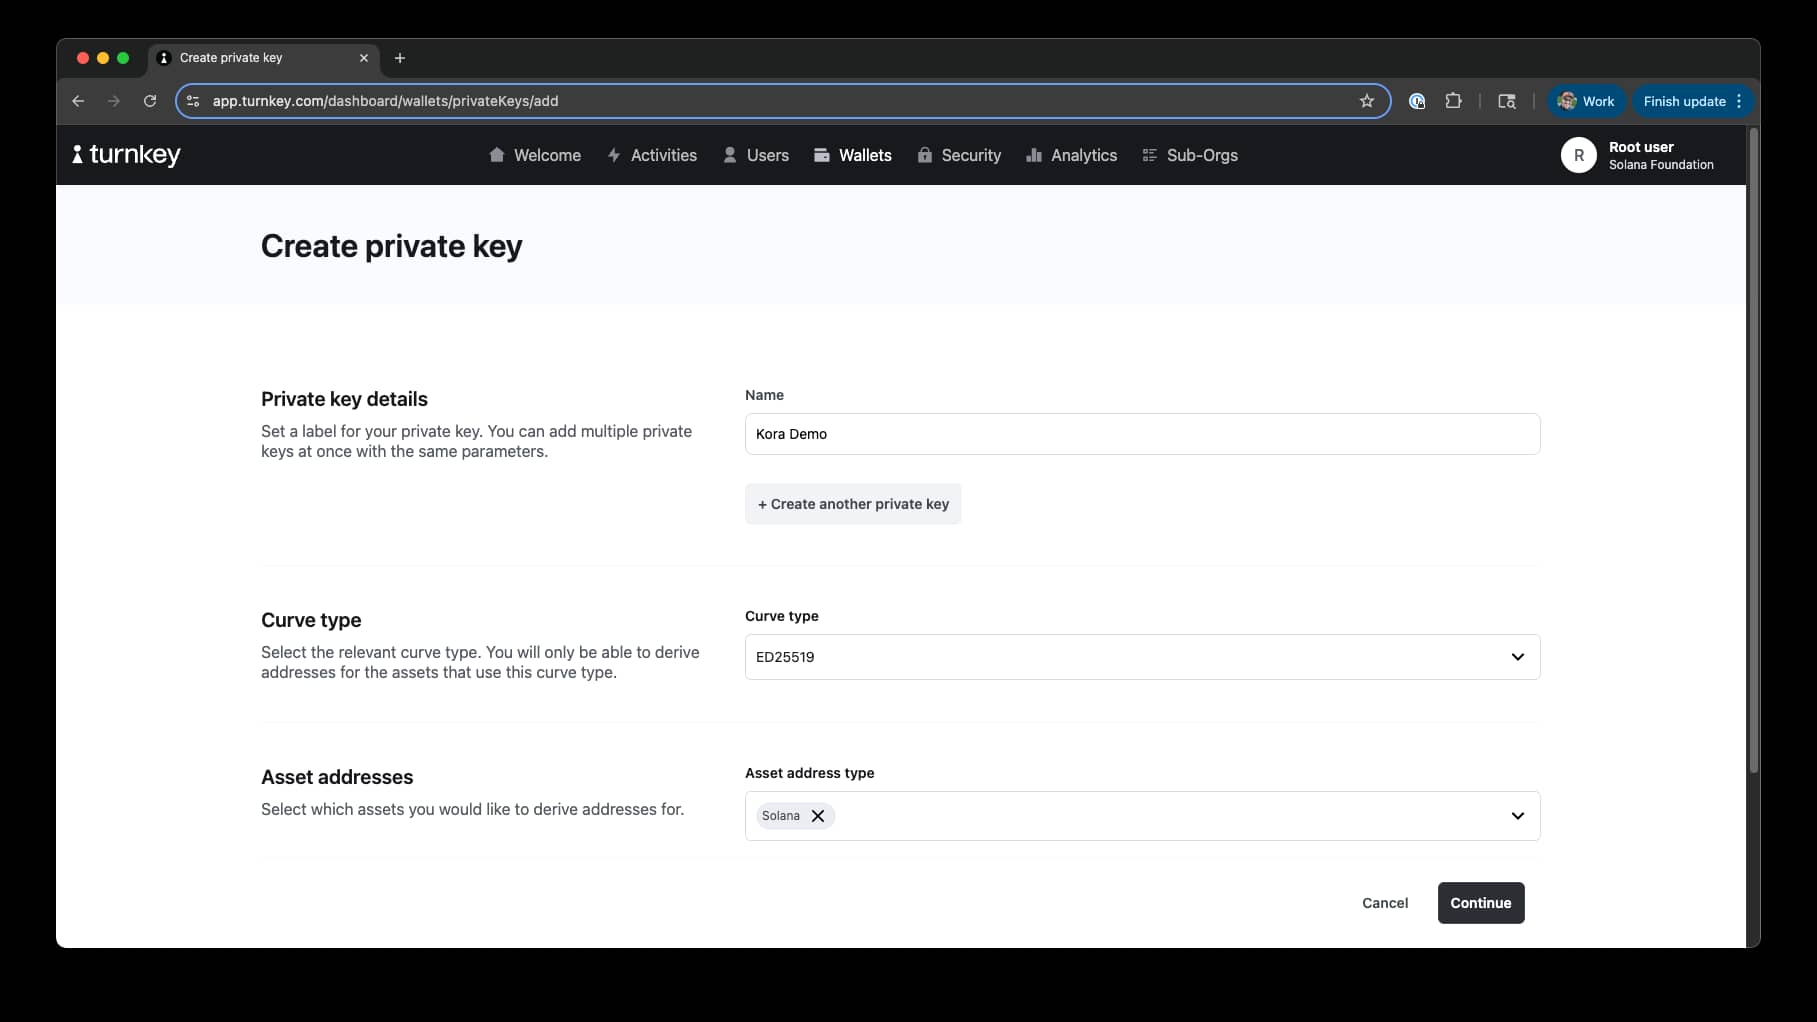 Create private key
app.turnkey.com/dashboard/wallets/privateKeys/add
Work
Finish update
turnkey
Welcome
Activities
Users
Wallets
Security
Analytics
Sub-Orgs
R
Root user
Solana Foundation
Create private key
Private key details
Set a label for your private key. You can add multiple private
keys at once with the same parameters.
Name
Kora Demo
+ Create another private key
Curve type
Select the relevant curve type. You will only be able to derive
addresses for the assets that use this curve type.
Curve type
ED25519
Asset addresses
Select which assets you would like to derive addresses for.
Asset address type
Solana
Cancel
Continue